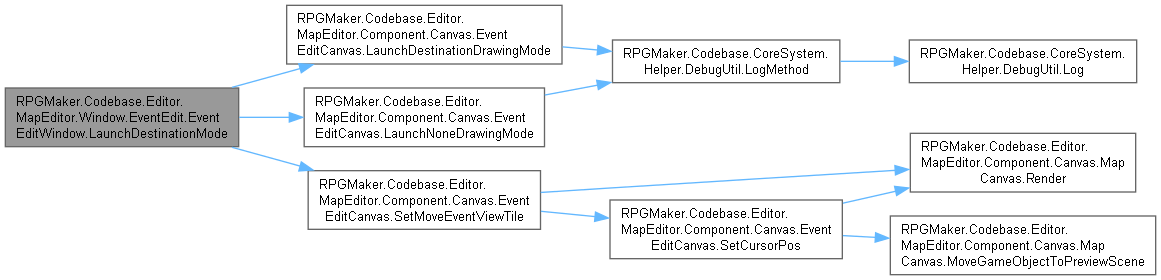 RPGMaker.Codebase.Editor.
MapEditor.Window.EventEdit.Event
EditWindow.LaunchDestinationMode
RPGMaker.Codebase.Editor.
MapEditor.Component.Canvas.Event
EditCanvas.LaunchDestinationDrawingMode
RPGMaker.Codebase.CoreSystem.
Helper.DebugUtil.LogMethod
RPGMaker.Codebase.CoreSystem.
Helper.DebugUtil.Log
RPGMaker.Codebase.Editor.
MapEditor.Component.Canvas.Event
EditCanvas.LaunchNoneDrawingMode
RPGMaker.Codebase.Editor.
MapEditor.Component.Canvas.Event
EditCanvas.SetMoveEventViewTile
RPGMaker.Codebase.Editor.
MapEditor.Component.Canvas.Map
Canvas.Render
RPGMaker.Codebase.Editor.
MapEditor.Component.Canvas.Event
EditCanvas.SetCursorPos
RPGMaker.Codebase.Editor.
MapEditor.Component.Canvas.Map
Canvas.MoveGameObjectToPreviewScene